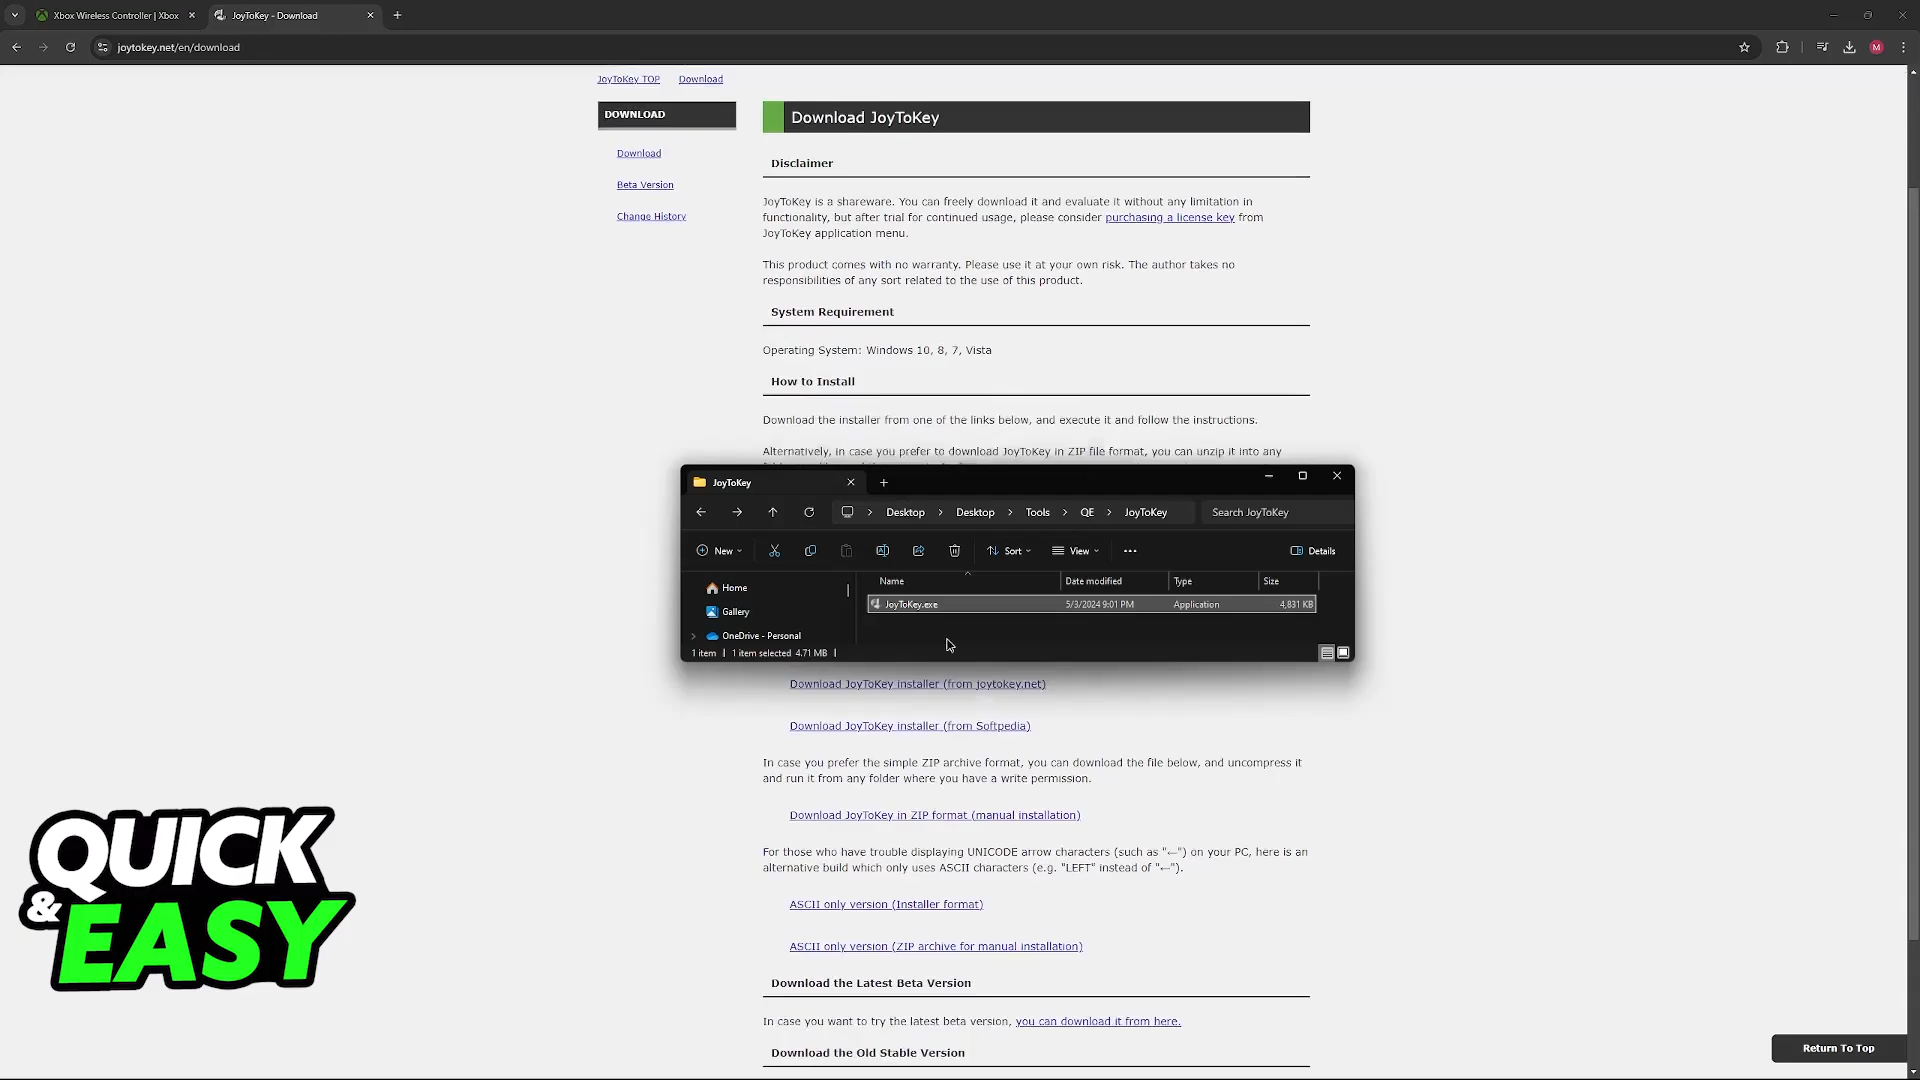 Xbox Wireless Controller | Xbox
JoyToKey - Download
joytokey.net/en/download
M
JoyToKey TOP Download
DOWNLOAD
Download
Beta Version
Change History
Download JoyToKey
Disclaimer
JoyToKey is a shareware. You can freely download it and evaluate it without any limitation in
functionality, but after trial for continued usage, please consider purchasing a license key from
JoyToKey application menu.
This product comes with no warranty. Please use it at your own risk. The author takes no
responsibilities of any sort related to the use of this product.
System Requirement
Operating System: Windows 10, 8, 7, Vista
How to Install
Download the installer from one of the links below, and execute it and follow the instructions.
Alternatively, in case you prefer to download JoyToKey in ZIP file format, you can unzip it into any
JoyToKey
Desktop > Desktop > Tools > QE > JoyToKey
Search JoyToKey
New Sort View ... Details
Name Date modified Type Size
JoyToKey.exe 5/3/2024 9:01 PM Application 4,831 KB
Home
Gallery
OneDrive - Personal
1 item | 1 item selected 4.71 MB |
Download JoyToKey installer (from joytokey.net)
Download JoyToKey installer (from Softpedia)
In case you prefer the simple ZIP archive format, you can download the file below, and uncompress it
and run it from any folder where you have a write permission.
Download JoyToKey in ZIP format (manual installation)
For those who have trouble displaying UNICODE arrow characters (such as "←") on your PC, here is an
alternative build which only uses ASCII characters (e.g. "LEFT" instead of "←").
ASCII only version (Installer format)
ASCII only version (ZIP archive for manual installation)
Download the Latest Beta Version
In case you want to try the latest beta version, you can download it from here.
Download the Old Stable Version
Return To Top
QUICK
& EASY